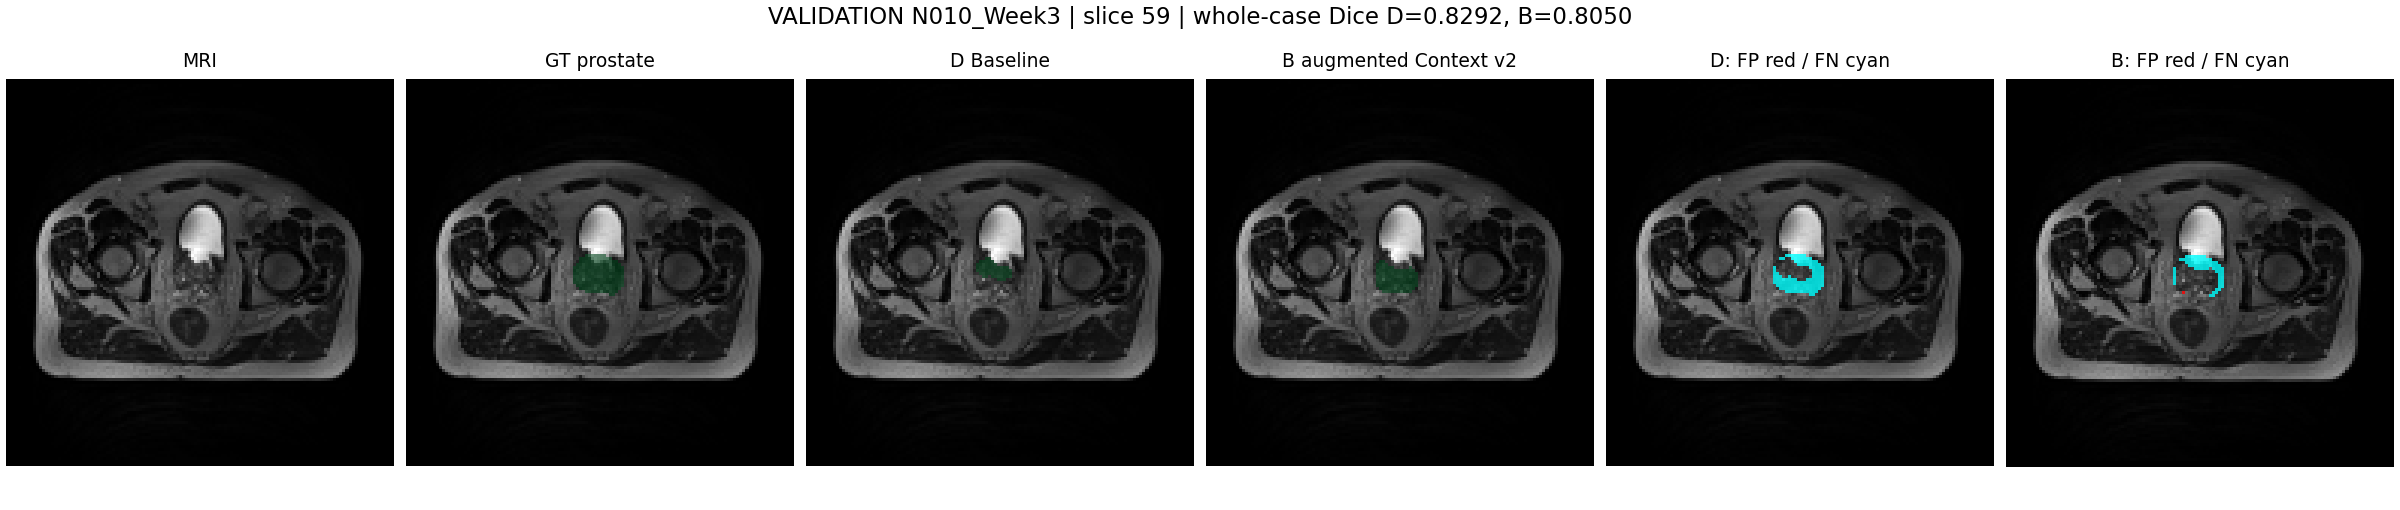 VALIDATION N010_Week3 | slice 59 | whole-case Dice D=0.8292, B=0.8050
MRI
GT prostate
D Baseline
B augmented Context v2
D: FP red / FN cyan
B: FP red / FN cyan